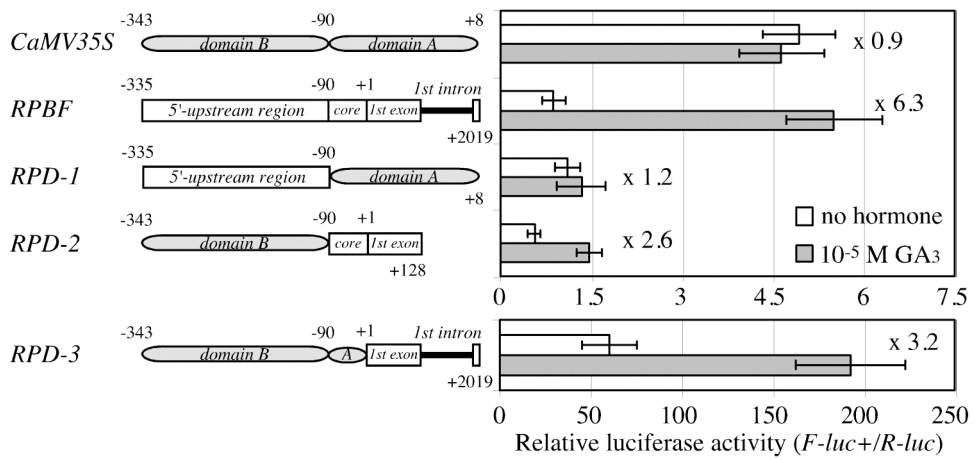 -343 -90 +8
CaMV35S domain B domain A x 0.9
-335 -90 +1 1st intron
RPBF 5'-upstream region core 1st exon x 6.3
+2019
-335 -90
RPD-1 5'-upstream region domain A x 1.2
+8
-343 -90 +1
RPD-2 domain B core 1st exon x 2.6
+128
no hormone
10⁻⁵ M GA₃
0 1.5 3 4.5 6 7.5
-343 -90 +1 1st intron
RPD-3 domain B A 1st exon x 3.2
+2019
0 50 100 150 200 250
Relative luciferase activity (F-luc+/R-luc)